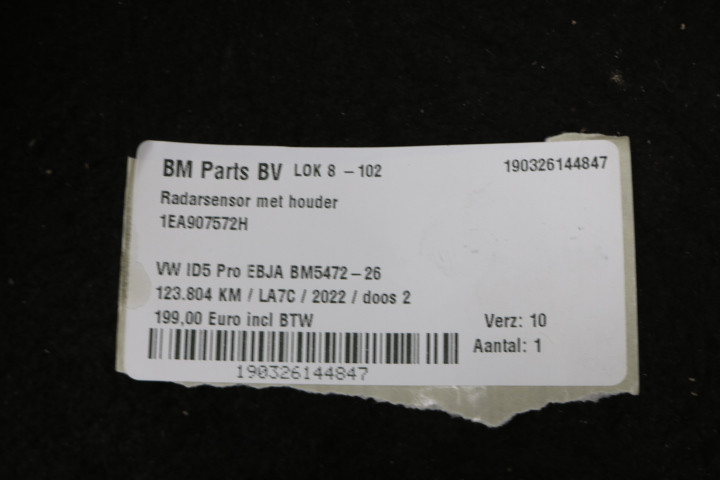 BM Parts BV LOK 8 - 102 190326144847
Radarsensor met houder
1EA907572H
VW ID5 Pro EBJA BM5472-26
123.804 KM / LA7C / 2022 / doos 2
199,00 Euro incl BTW Verz: 10
Aantal: 1
190326144847